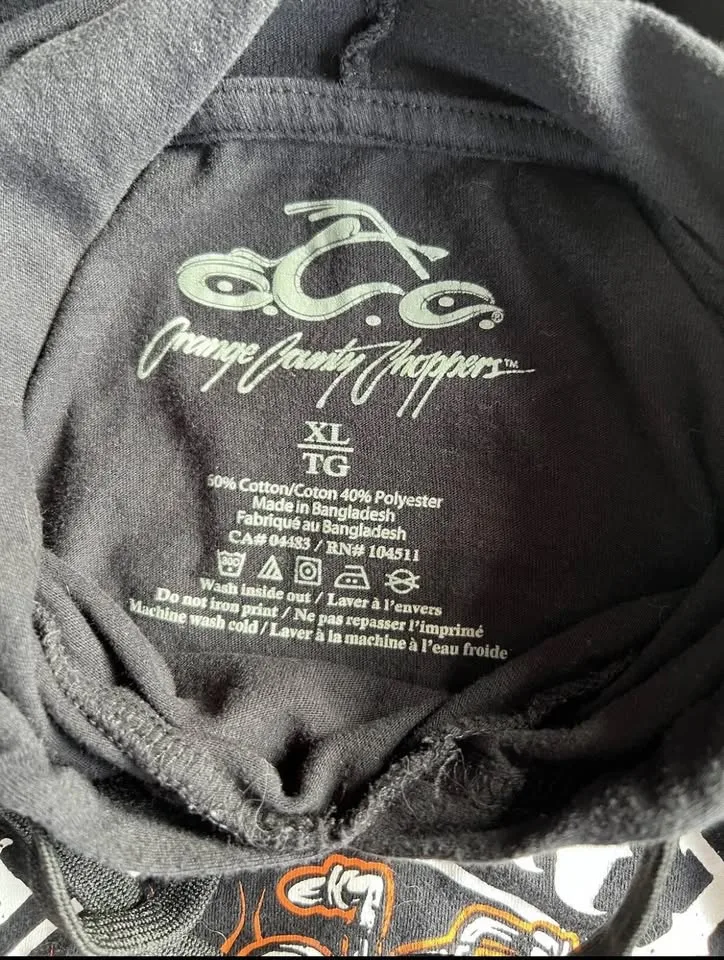 O.C.C.®
Orange County Choppers™
XL
TG
60% Cotton/Coton 40% Polyester
Made in Bangladesh
Fabriqué au Bangladesh
CA# 04483 / RN# 104511
Wash inside out / Laver à l'envers
Do not iron print / Ne pas repasser l'imprimé
Machine wash cold / Laver à la machine à l'eau froide